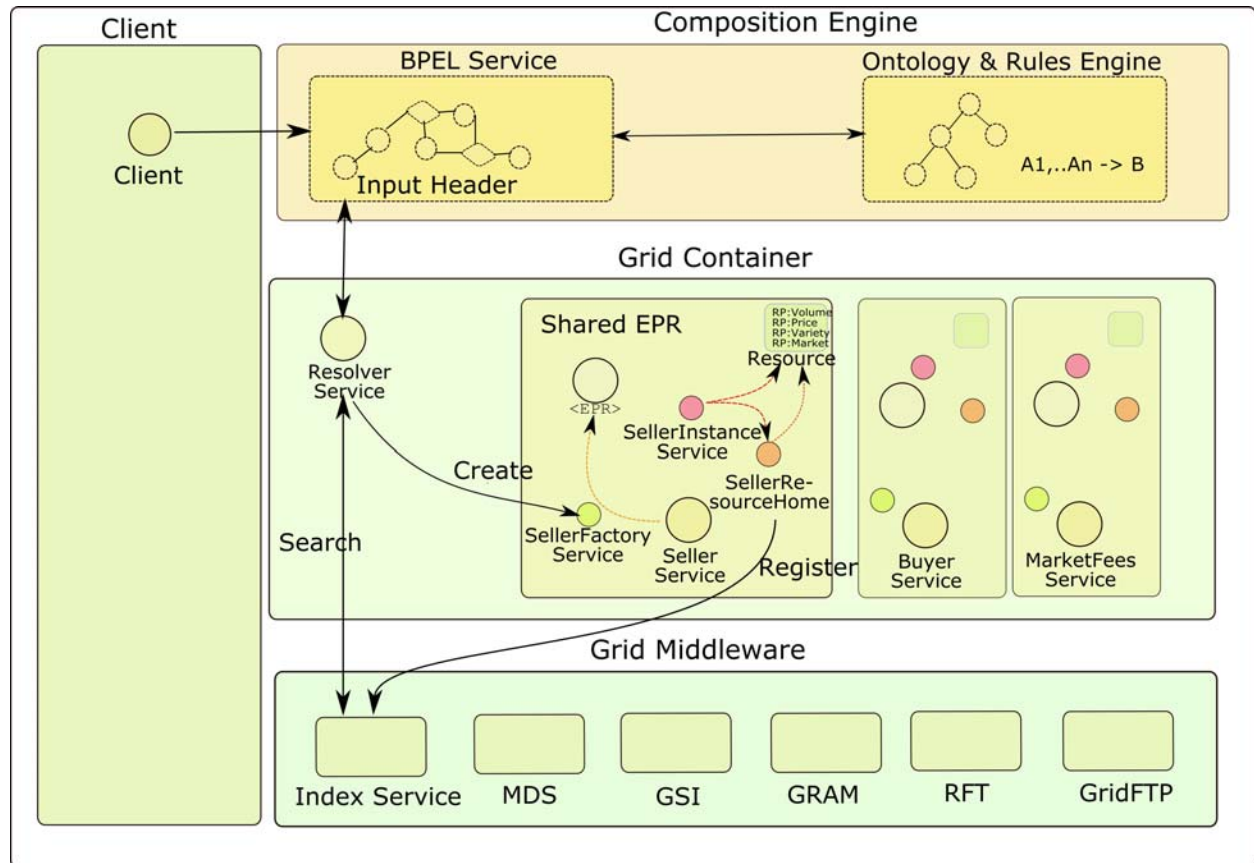 Client
Composition Engine
BPEL Service
Ontology & Rules Engine
Client
Input Header
A1,..An -> B
Grid Container
Resolver
Service
Shared EPR
RP:Volume
RP:Price
RP:Variety
RP:Market
Resource
<EPR>
SellerInstance
Service
Create
SellerRe-
sourceHome
SellerFactory
Service
Seller
Service
Search
Register
Buyer
Service
MarketFees
Service
Grid Middleware
Index Service
MDS
GSI
GRAM
RFT
GridFTP